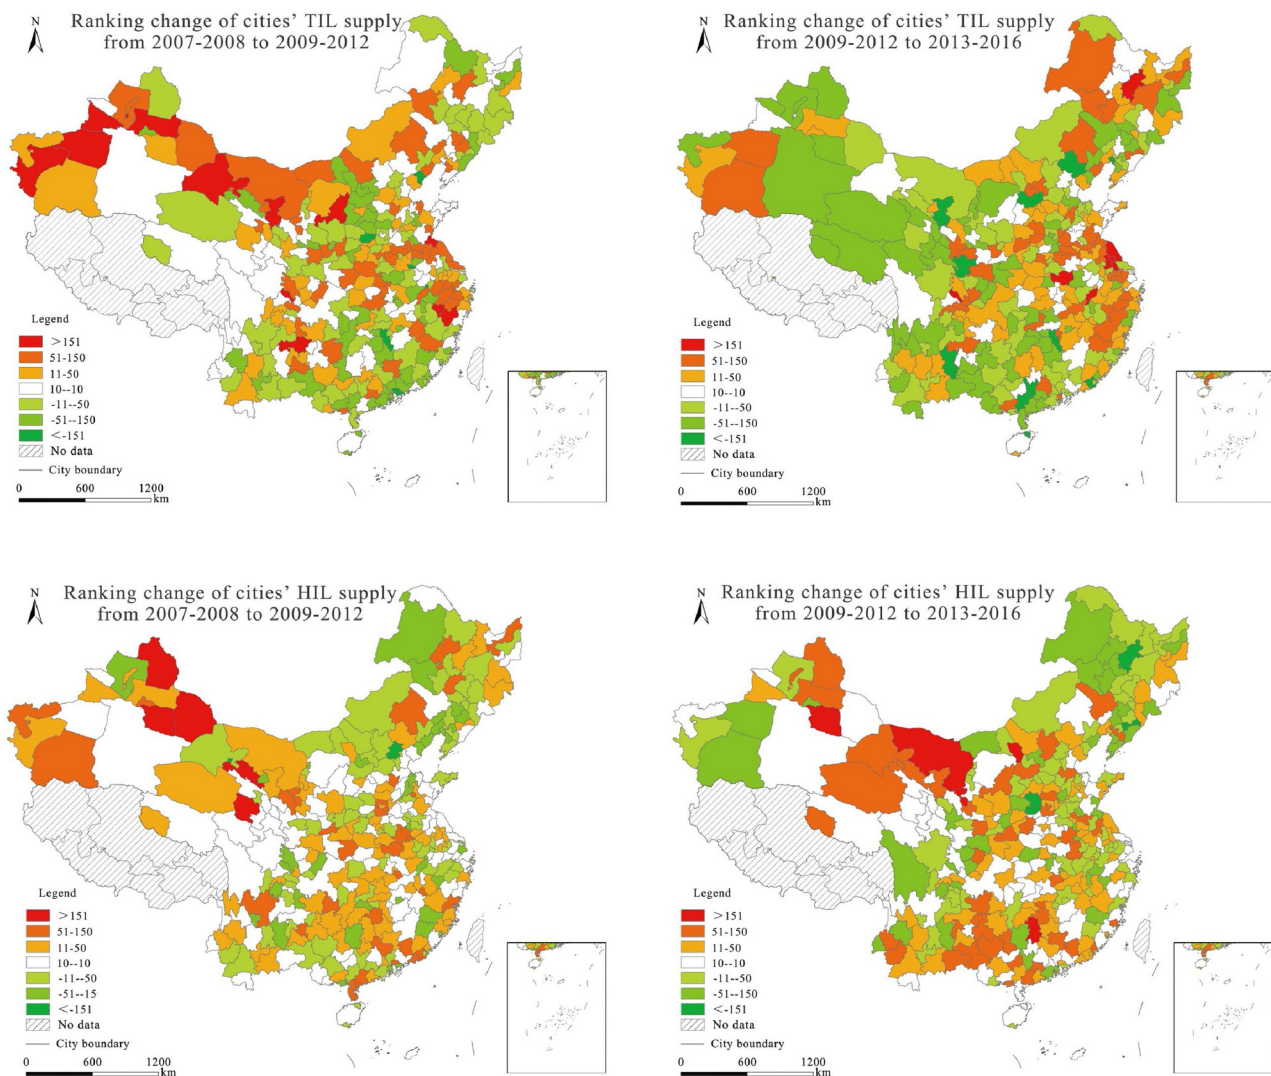 Ranking change of cities' TIL supply
from 2007-2008 to 2009-2012
N
Legend
>151
51-150
11-50
10--10
-11--50
-51--150
<-151
No data
City boundary
0 600 1200
km
Ranking change of cities' TIL supply
from 2009-2012 to 2013-2016
N
Legend
>151
51-150
11-50
10--10
-11--50
-51--150
<-151
No data
City boundary
0 600 1200
km
Ranking change of cities' HIL supply
from 2007-2008 to 2009-2012
N
Legend
>151
51-150
11-50
10--10
-11--50
-51--15
<-151
No data
City boundary
0 600 1200
km
Ranking change of cities' HIL supply
from 2009-2012 to 2013-2016
N
Legend
>151
51-150
11-50
10--10
-11--50
-51--150
<-151
No data
City boundary
0 600 1200
km